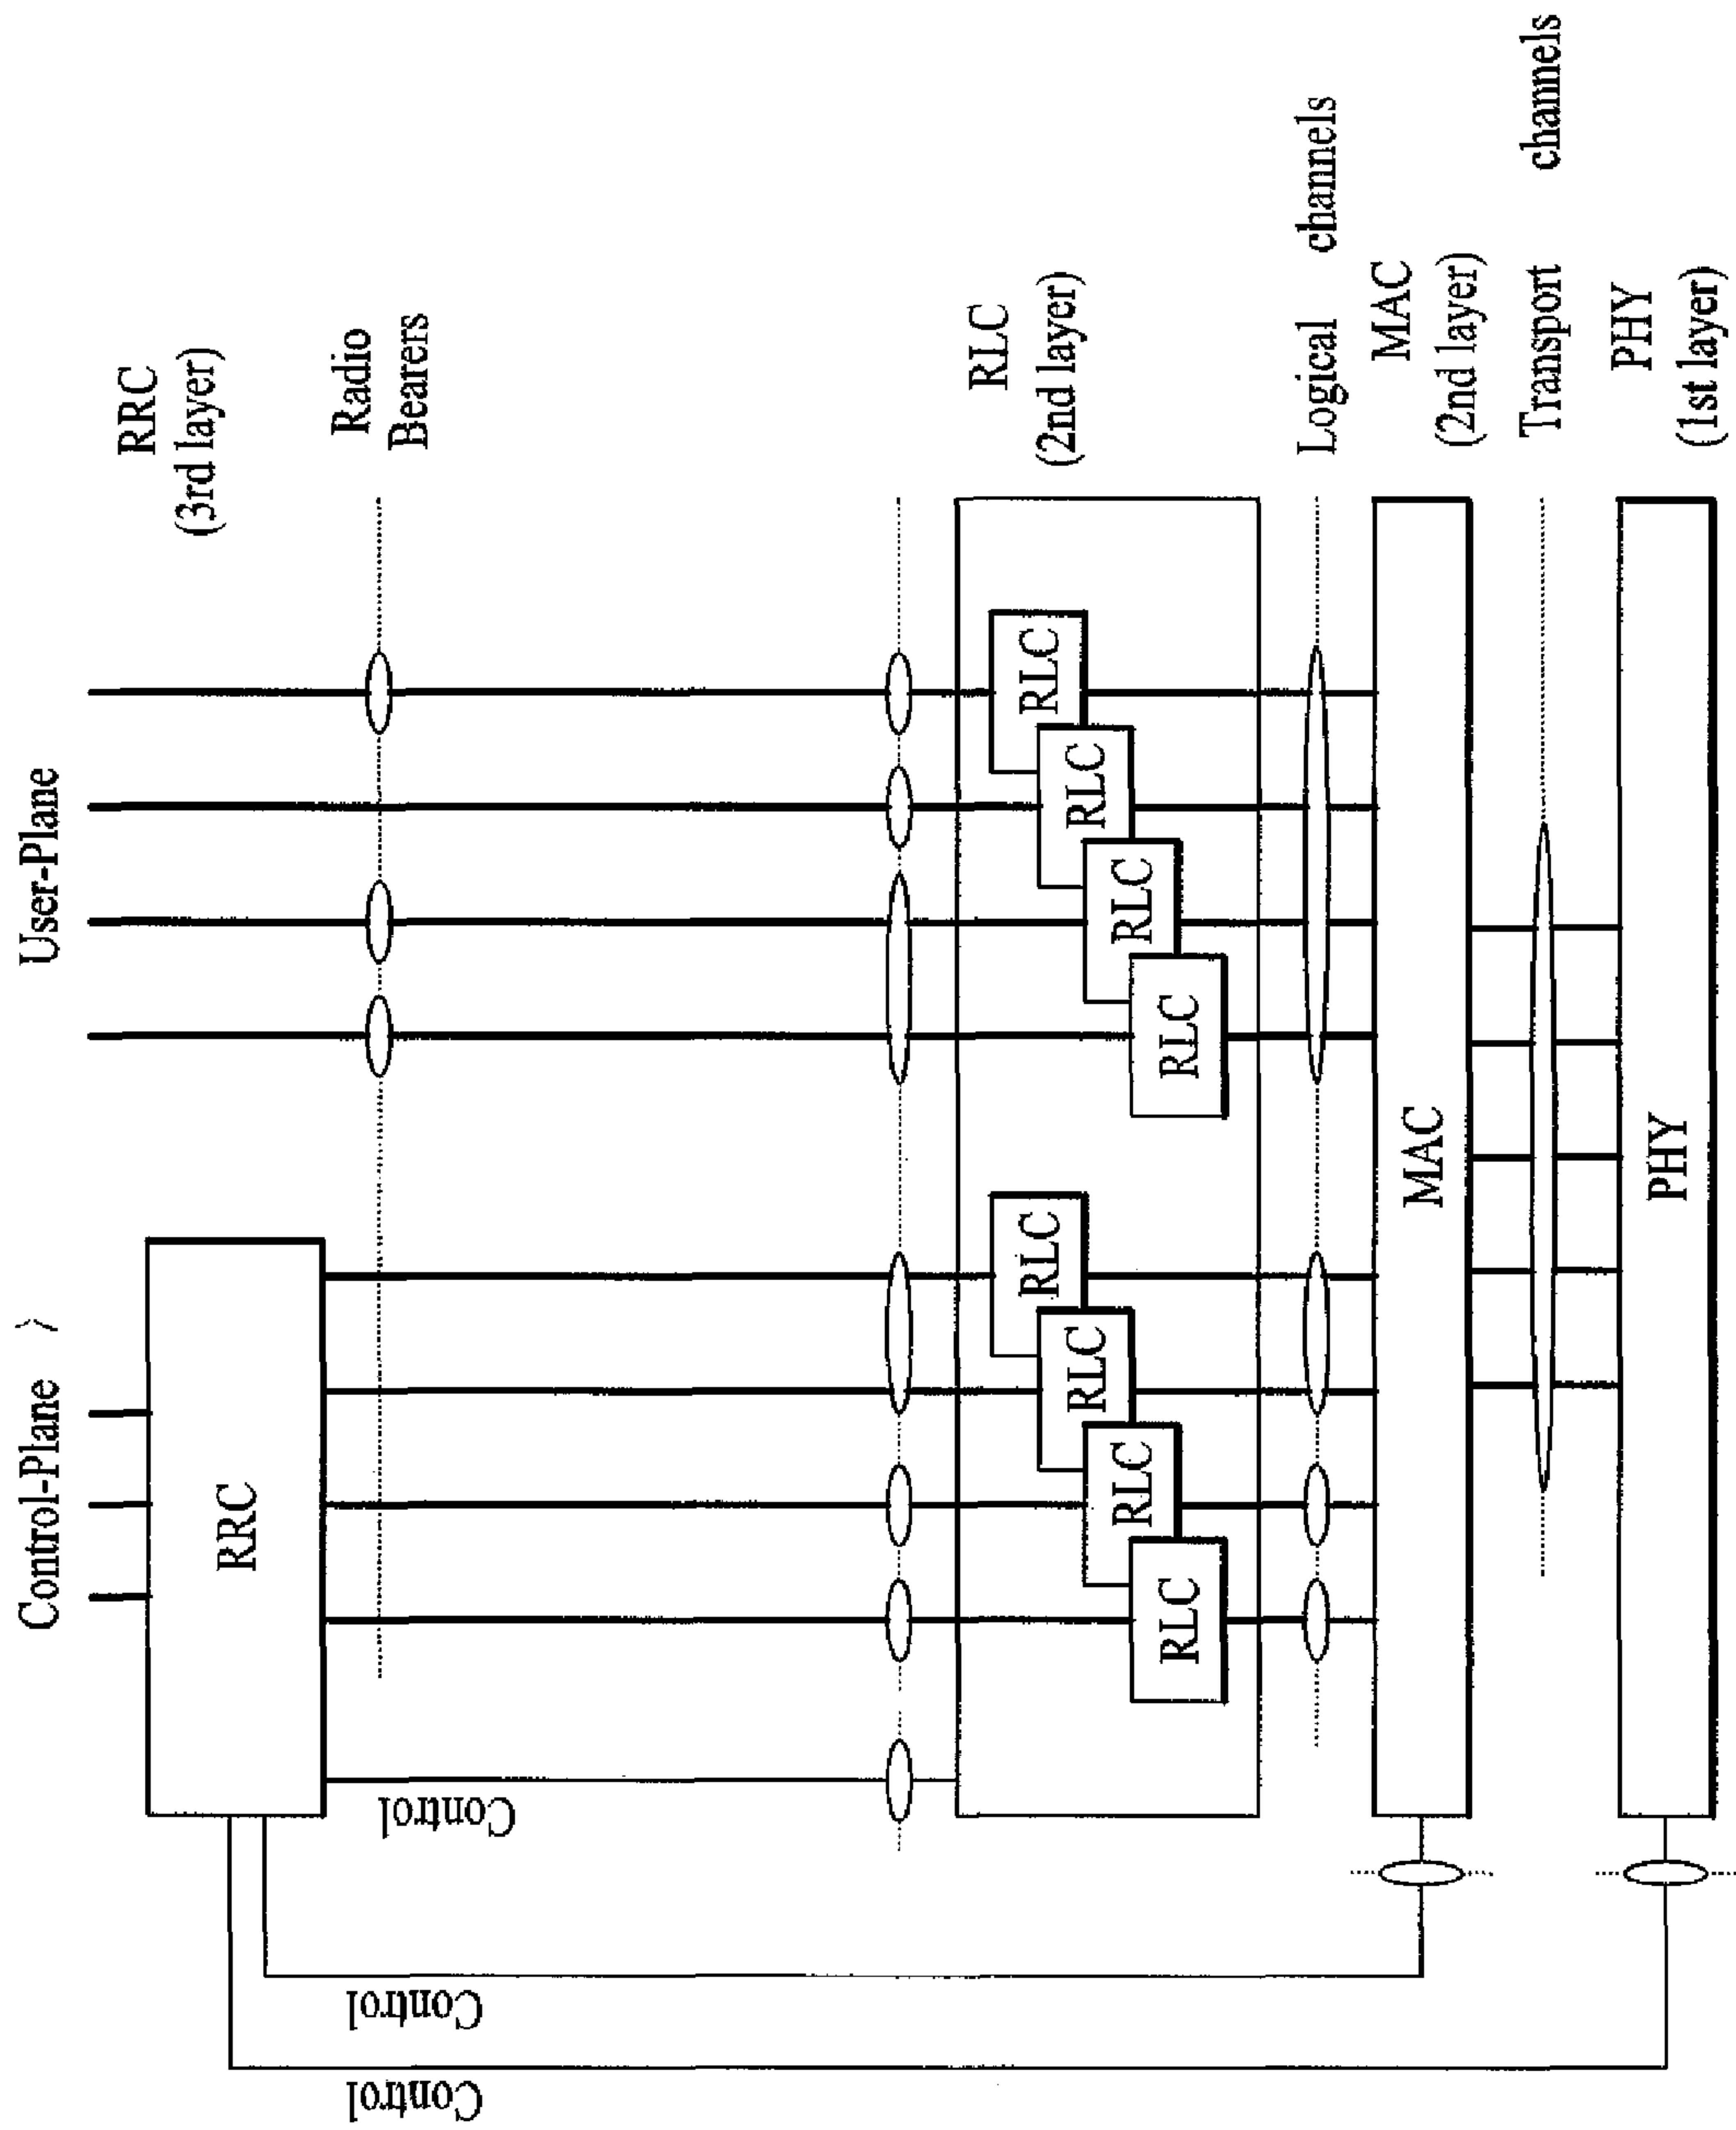 Control-Plane
User-Plane
RRC
(3rd layer)
RRC
Radio
Bearers
Control
Control
Control
RLC
(2nd layer)
RLC
RLC
RLC
RLC
RLC
RLC
RLC
RLC
Logical channels
MAC
MAC
(2nd layer)
Transport channels
PHY
PHY
(1st layer)